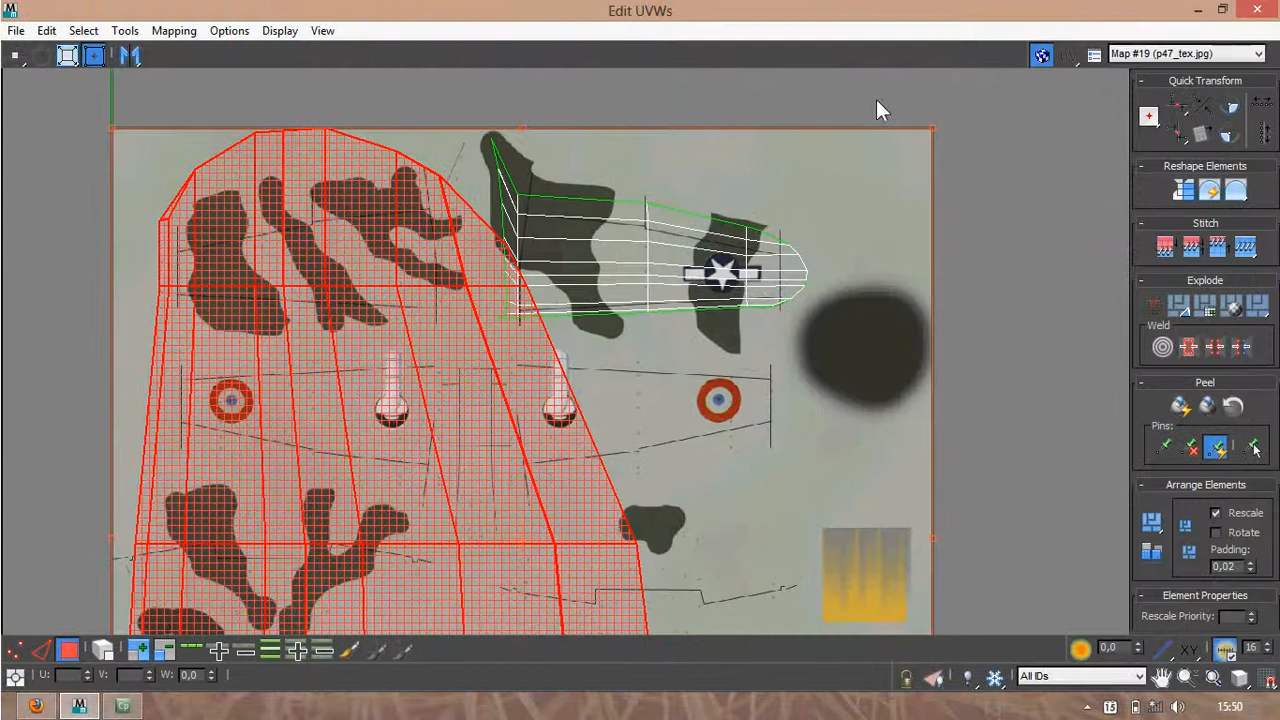 Edit UVWs
File Edit Select Tools Mapping Options Display View
Map #19 (p47_tex.jpg)
Quick Transform
Reshape Elements
Stitch
Explode
Weld
Peel
Pins:
Arrange Elements
Rescale
Rotate
Padding:
0,02
Element Properties
Rescale Priority:
0,0
XY
16
U: V: W: 0,0
All IDs
15:50